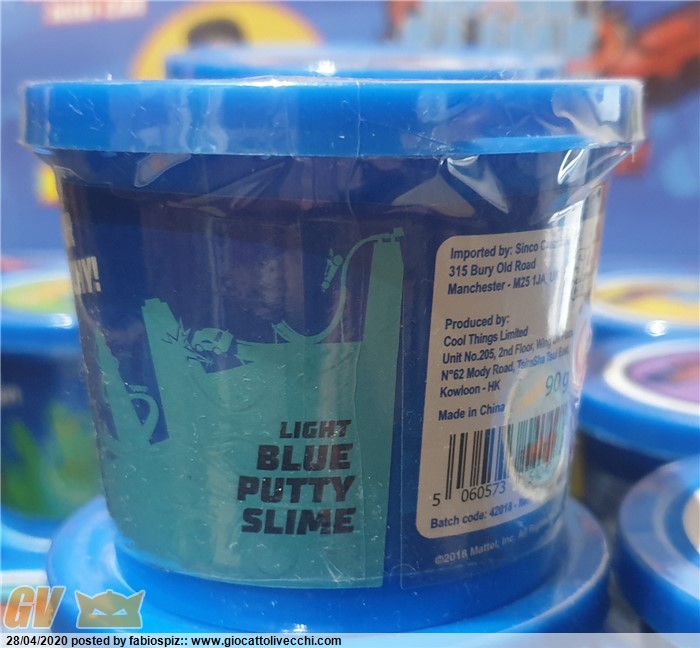 LIGHT
BLUE
PUTTY
SLIME
Imported by: Sinco
315 Bury Old Road
Manchester - M25 1JA,
Produced by:
Cool Things Limited
Unit No.205, 2nd Floor,
N°62 Mody Road,
Kowloon - HK
Made in China
90g
5 060573
Batch code: 42018 -
©2018 Mattel, Inc. All
GV
28/04/2020 posted by fabiospiz:: www.giocattolivecchi.com